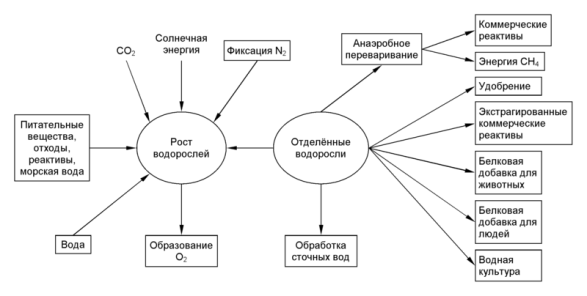 CO2
Солнечная
энергия
Фиксация N2
Питательные
вещества,
отходы,
реактивы,
морская вода
Рост
водорослей
Вода
Образование
O2
Отделённые
водоросли
Обработка
сточных вод
Анаэробное
переваривание
Коммерческие
реактивы
Энергия CH4
Удобрение
Экстрагированные
коммерческие
реактивы
Белковая
добавка для
животных
Белковая
добавка для
людей
Водная
культура